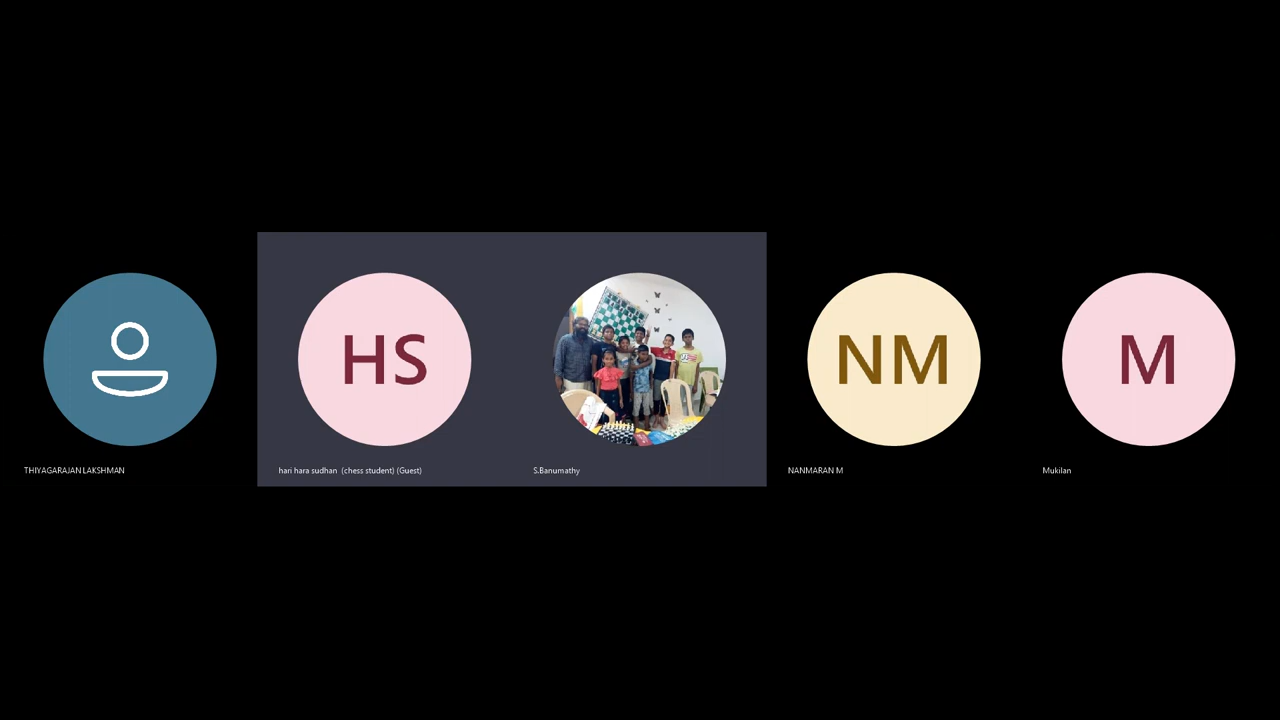 HS
NM
M
THIYAGARAJAN LAKSHMAN
hari hara sudhan (chess student) (Guest)
S.Banumathy
NANMARAN M
Mukilan